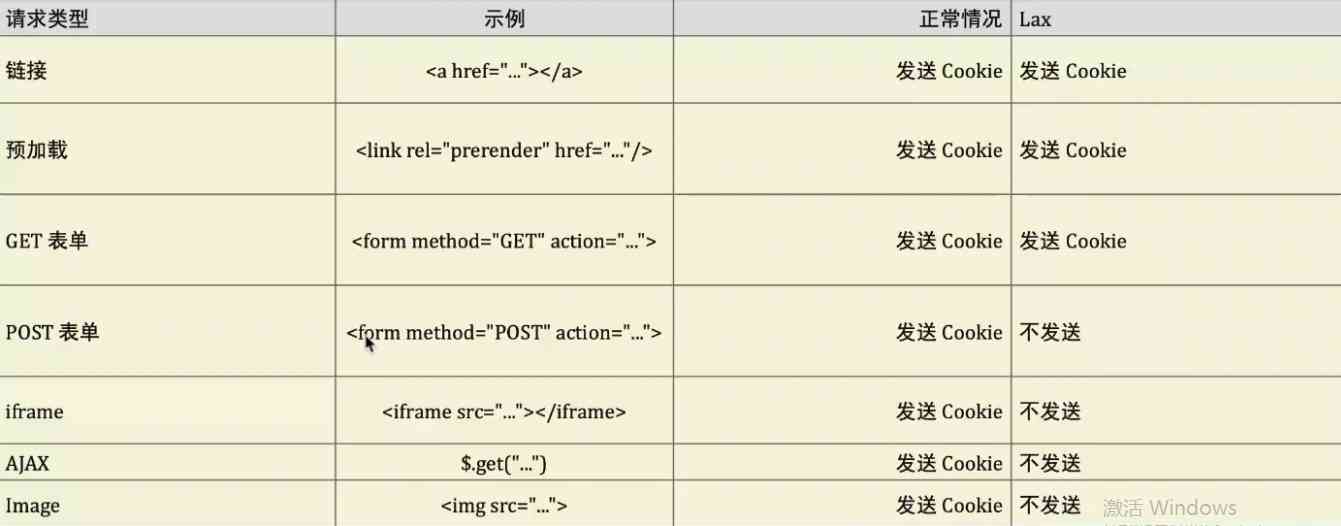 请求类型 示例 正常情况 Lax
链接 <a href="..."></a> 发送 Cookie 发送 Cookie
预加载 <link rel="prerender" href="..."/> 发送 Cookie 发送 Cookie
GET 表单 <form method="GET" action="..."> 发送 Cookie 发送 Cookie
POST 表单 <form method="POST" action="..."> 发送 Cookie 不发送
iframe <iframe src="..."></iframe> 发送 Cookie 不发送
AJAX $.get("...") 发送 Cookie 不发送
Image <img src="..."> 发送 Cookie 不发送
激活 Windows